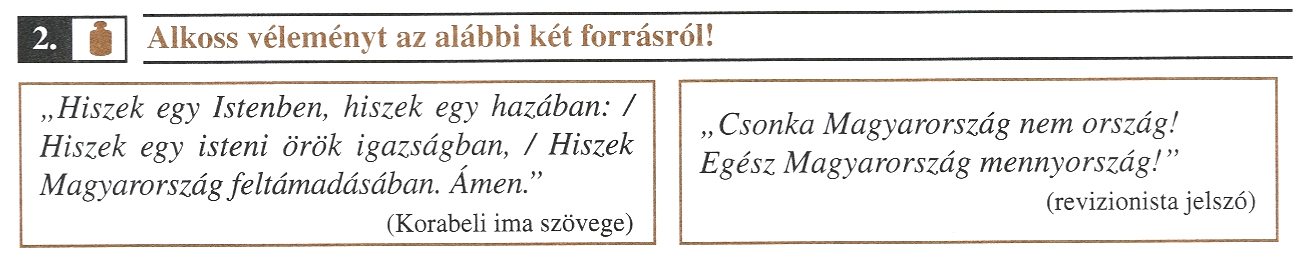 2. Alkoss véleményt az alábbi két forrásról!
„Hiszek egy Istenben, hiszek egy hazában: /
Hiszek egy isteni örök igazságban, / Hiszek
Magyarország feltámadásában. Ámen.”
(Korabeli ima szövege)
„Csonka Magyarország nem ország!
Egész Magyarország mennyország!”
(revizionista jelszó)